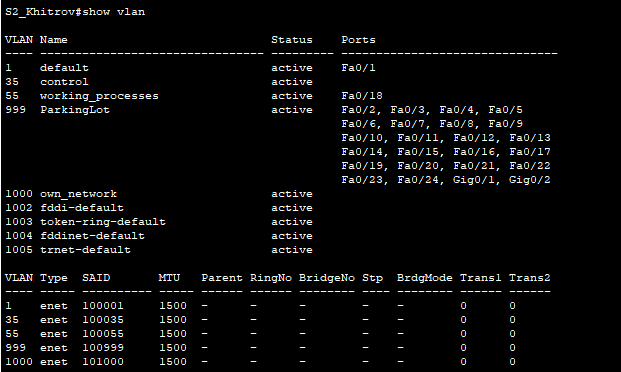 S2_Khitrov#show vlan
VLAN Name                             Status    Ports
---- -------------------------------- --------- -------------------------------
1    default                          active    Fa0/1
35   control                          active
55   working_processes                active    Fa0/18
999  ParkingLot                       active    Fa0/2, Fa0/3, Fa0/4, Fa0/5
                                                Fa0/6, Fa0/7, Fa0/8, Fa0/9
                                                Fa0/10, Fa0/11, Fa0/12, Fa0/13
                                                Fa0/14, Fa0/15, Fa0/16, Fa0/17
                                                Fa0/19, Fa0/20, Fa0/21, Fa0/22
                                                Fa0/23, Fa0/24, Gig0/1, Gig0/2
1000 own_network                      active
1002 fddi-default                     active
1003 token-ring-default               active
1004 fddinet-default                  active
1005 trnet-default                    active
VLAN Type  SAID       MTU   Parent RingNo BridgeNo Stp  BrdgMode Trans1 Trans2
---- ----- ---------- ----- ------ ------ -------- ---- -------- ------ ------
1    enet  100001     1500  -      -      -        -    -        0      0
35   enet  100035     1500  -      -      -        -    -        0      0
55   enet  100055     1500  -      -      -        -    -        0      0
999  enet  100999     1500  -      -      -        -    -        0      0
1000 enet  101000     1500  -      -      -        -    -        0      0